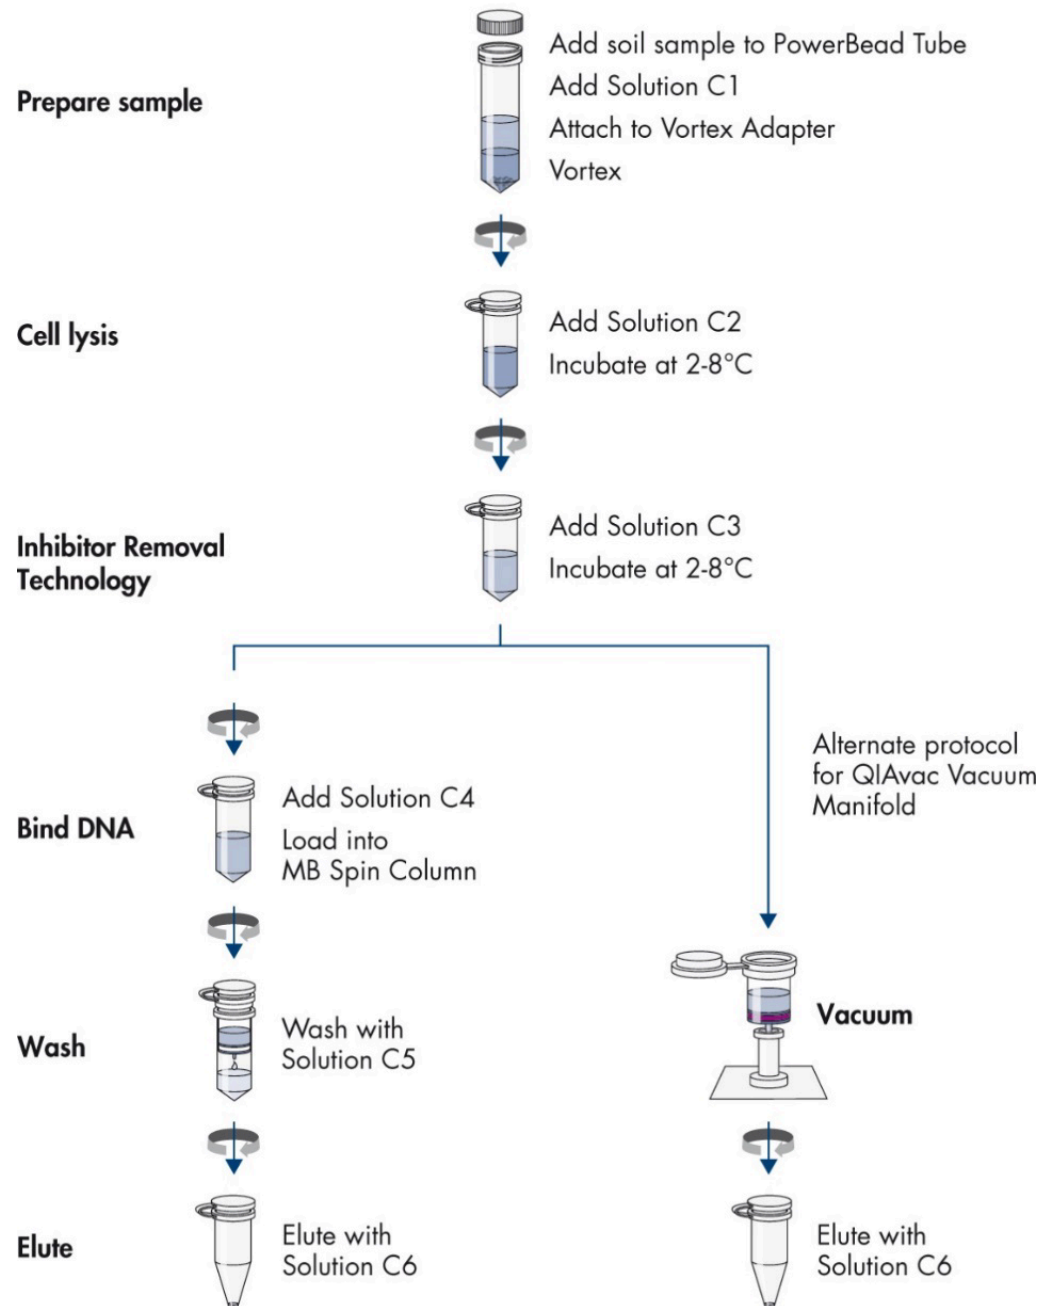 Prepare sample
Add soil sample to PowerBead Tube
Add Solution C1
Attach to Vortex Adapter
Vortex
Cell lysis
Add Solution C2
Incubate at 2-8°C
Inhibitor Removal
Technology
Add Solution C3
Incubate at 2-8°C
Bind DNA
Add Solution C4
Load into
MB Spin Column
Alternate protocol
for QIAvac Vacuum
Manifold
Wash
Wash with
Solution C5
Vacuum
Elute
Elute with
Solution C6
Elute with
Solution C6